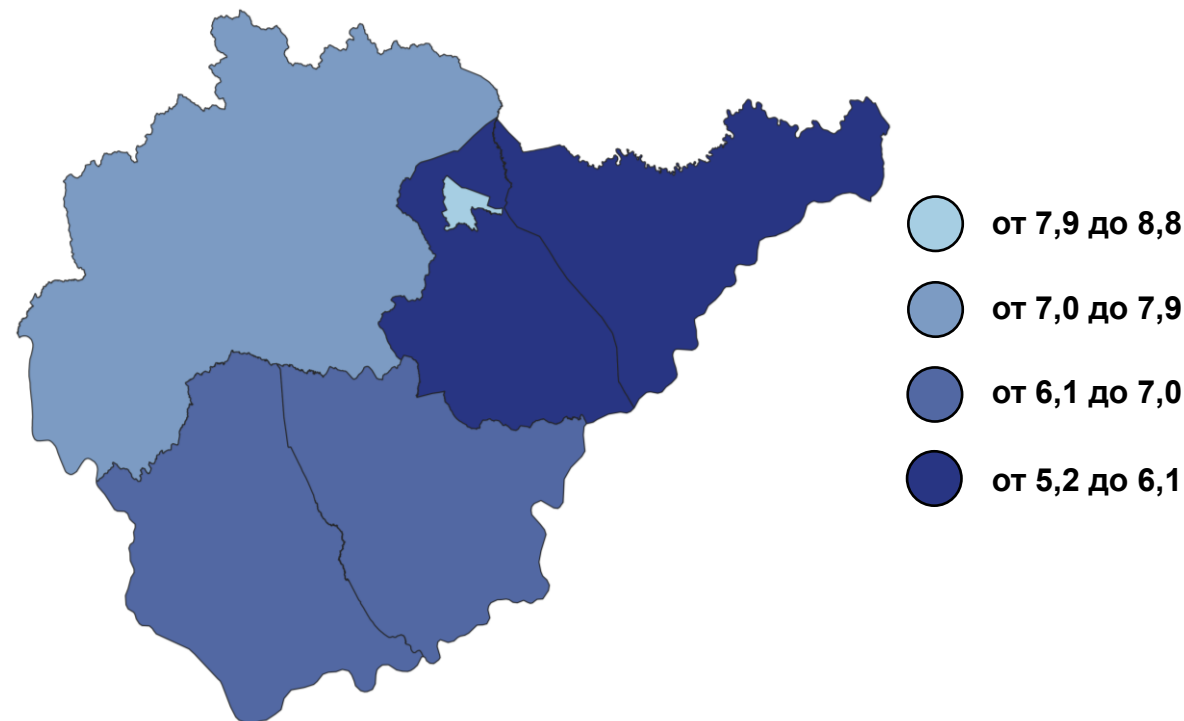 от 7,9 до 8,8
от 7,0 до 7,9
от 6,1 до 7,0
от 5,2 до 6,1